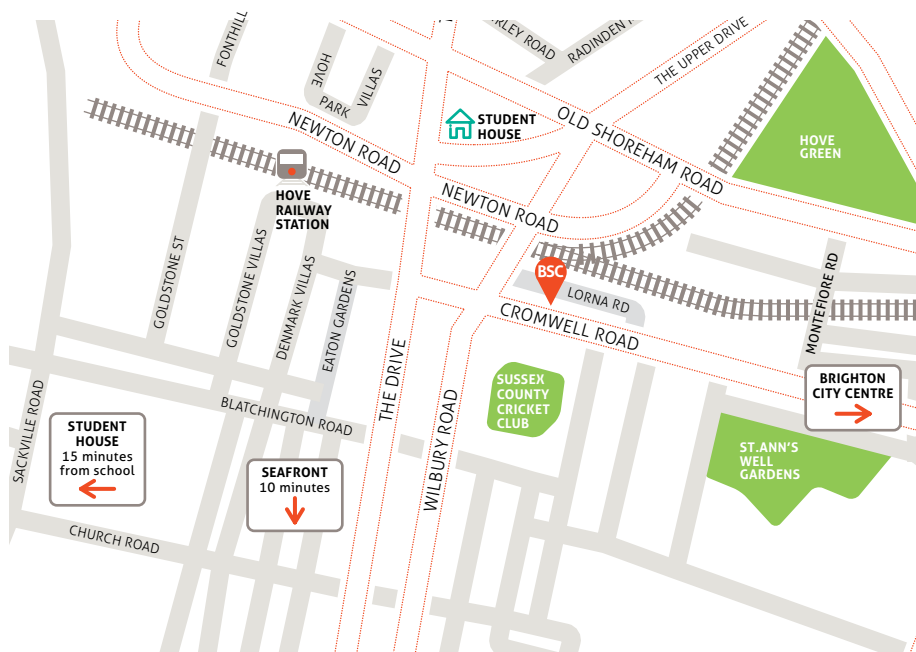 FONTHILL
HOVE
PARK
VILLAS
RADINDEN
ROAD
THE UPPER DRIVE
STUDENT
HOUSE
OLD SHOREHAM ROAD
HOVE
GREEN
NEWTON ROAD
HOVE
RAILWAY
STATION
NEWTON ROAD
BSC
LORNA RD
CROMWELL ROAD
MONTEFIORE RD
GOLDSTONE ST
GOLDSTONE VILLAS
DENMARK VILLAS
EATON GARDENS
THE DRIVE
WILBURY ROAD
SUSSEX
COUNTY
CRICKET
CLUB
BRIGHTON
CITY CENTRE
BLATCHINGTON ROAD
SACKVILLE ROAD
STUDENT
HOUSE
15 minutes
from school
SEAFRONT
10 minutes
ST.ANN'S
WELL
GARDENS
CHURCH ROAD